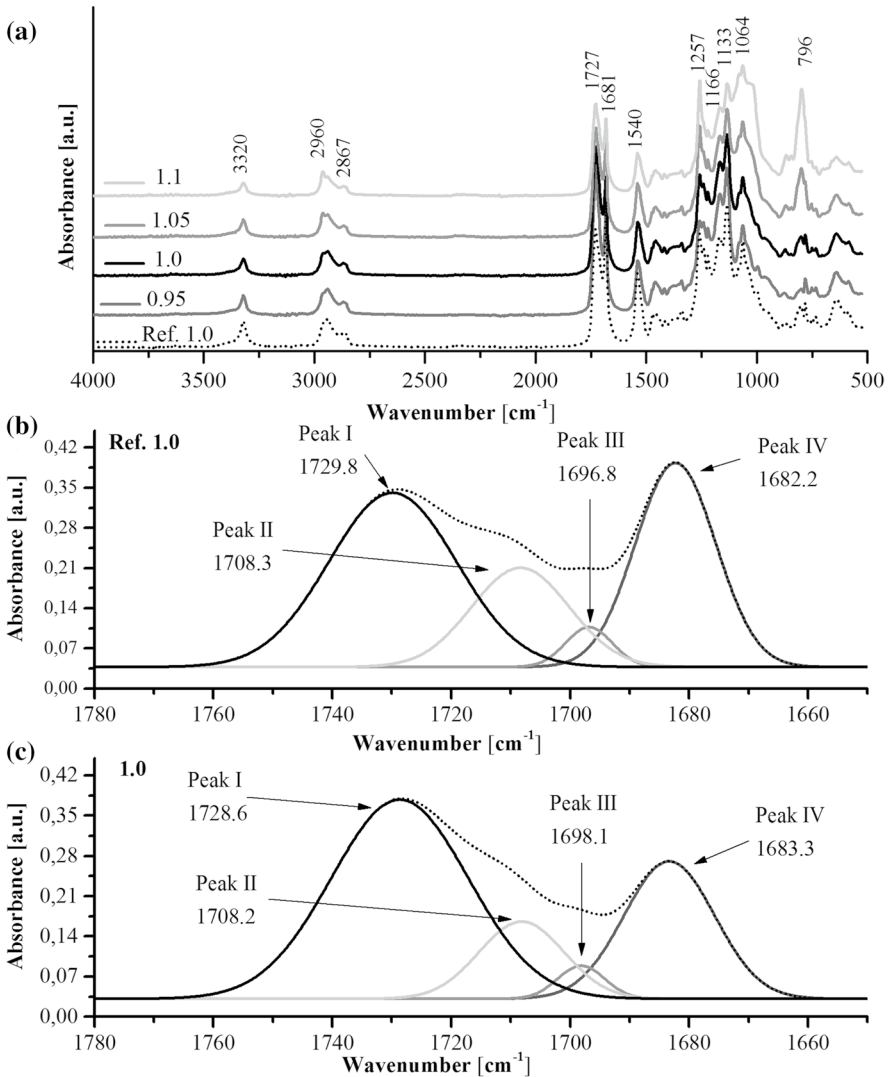 (a)
Absorbance [a.u.]
3320
2960
2867
1727
1681
1540
1257
1166
1133
1064
796
1.1
1.05
1.0
0.95
Ref. 1.0
4000 3500 3000 2500 2000 1500 1000 500
Wavenumber [cm-1]
(b)
Ref. 1.0
Absorbance [a.u.]
0,42
0,35
0,28
0,21
0,14
0,07
0,00
Peak I
1729.8
Peak II
1708.3
Peak III
1696.8
Peak IV
1682.2
1780 1760 1740 1720 1700 1680 1660
Wavenumber [cm-1]
(c)
1.0
Absorbance [a.u.]
0,42
0,35
0,28
0,21
0,14
0,07
0,00
Peak I
1728.6
Peak II
1708.2
Peak III
1698.1
Peak IV
1683.3
1780 1760 1740 1720 1700 1680 1660
Wavenumber [cm-1]